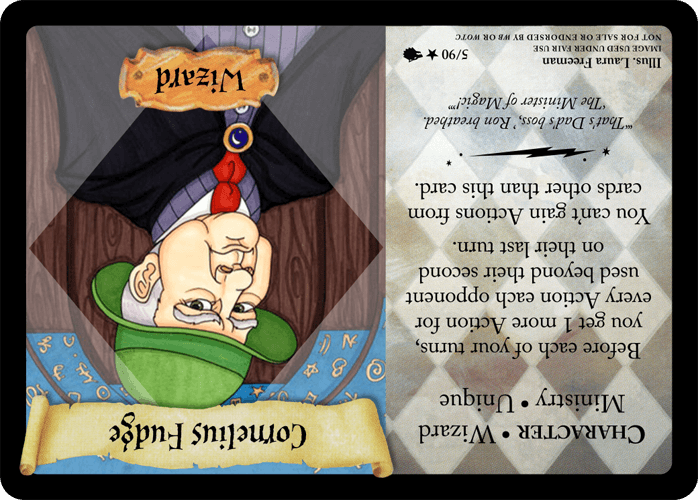 Cornelius Fudge
Wizard
CHARACTER • Wizard
Ministry • Unique
Before each of your turns,
you get 1 more Action for
every Action each opponent
used beyond their second
on their last turn.
You can't gain Actions from
cards other than this card.
"'That's Dad's boss,' Ron breathed.
'The Minister of Magic!'"
Illus. Laura Freeman
IMAGE USED UNDER FAIR USE
NOT FOR SALE OR ENDORSED BY WB OR WOTC
5/90 ★